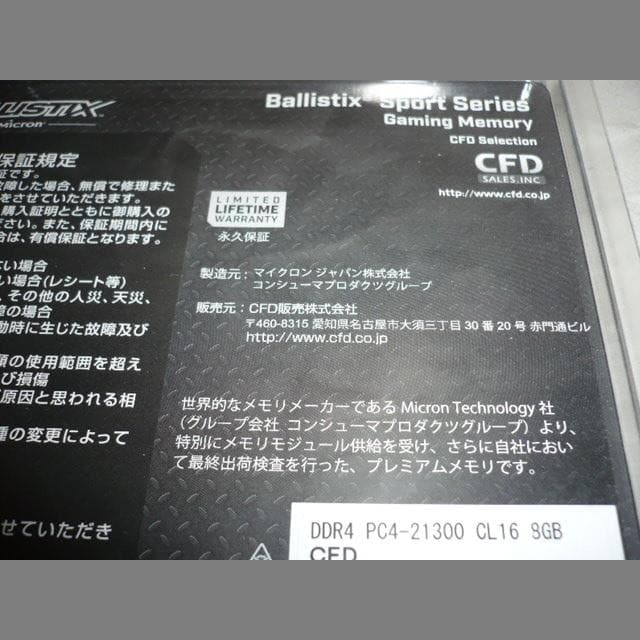 Ballistix Sport Series
Gaming Memory
CFD Selection
CFD
SALES.INC
http://www.cfd.co.jp
Micron
保証規定
証です。
故障した場合、無償で修理また
をさせていただきます。
購入証明とともに御購入の
ださい。また、保証期間内に
合は、有償保証となります。
ない場合
い場合(レシート等)
、その他の人災、天災、
障の場合
動時に生じた故障及び
類の使用範囲を超え
び損傷
が原因と思われる相
種の変更によって
させていただき
LIMITED
LIFETIME
WARRANTY
永久保証
製造元： マイクロン ジャパン株式会社
コンシューマプロダクツグループ
販売元： CFD販売株式会社
〒460-8315 愛知県名古屋市大須三丁目 30 番 20 号 赤門通ビル
http://www.cfd.co.jp
世界的なメモリメーカーである Micron Technology 社
（グループ会社 コンシューマプロダクツグループ）より、
特別にメモリモジュール供給を受け、さらに自社におい
て最終出荷検査を行った、プレミアムメモリです。
DDR4 PC4-21300 CL16 8GB
CFD